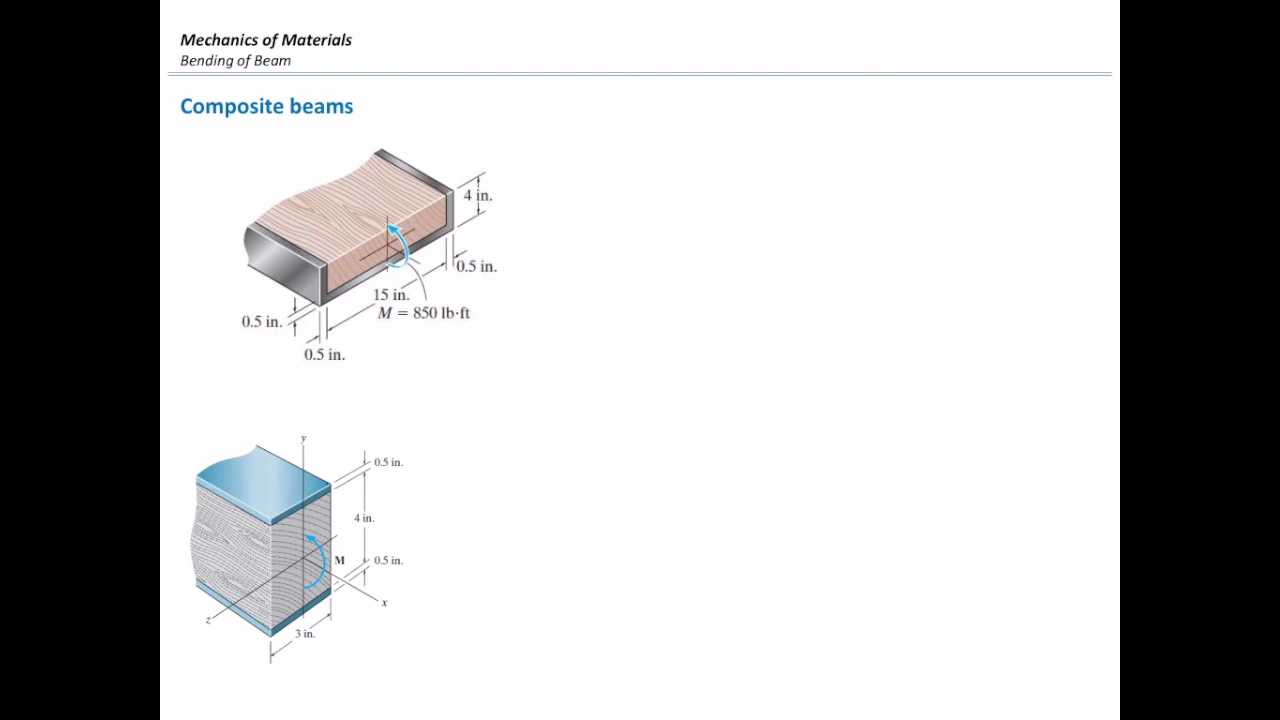 Mechanics of Materials
Bending of Beam
Composite beams
4 in.
0.5 in.
15 in.
M = 850 lb·ft
0.5 in.
0.5 in.
y
0.5 in.
4 in.
M
0.5 in.
x
z
3 in.